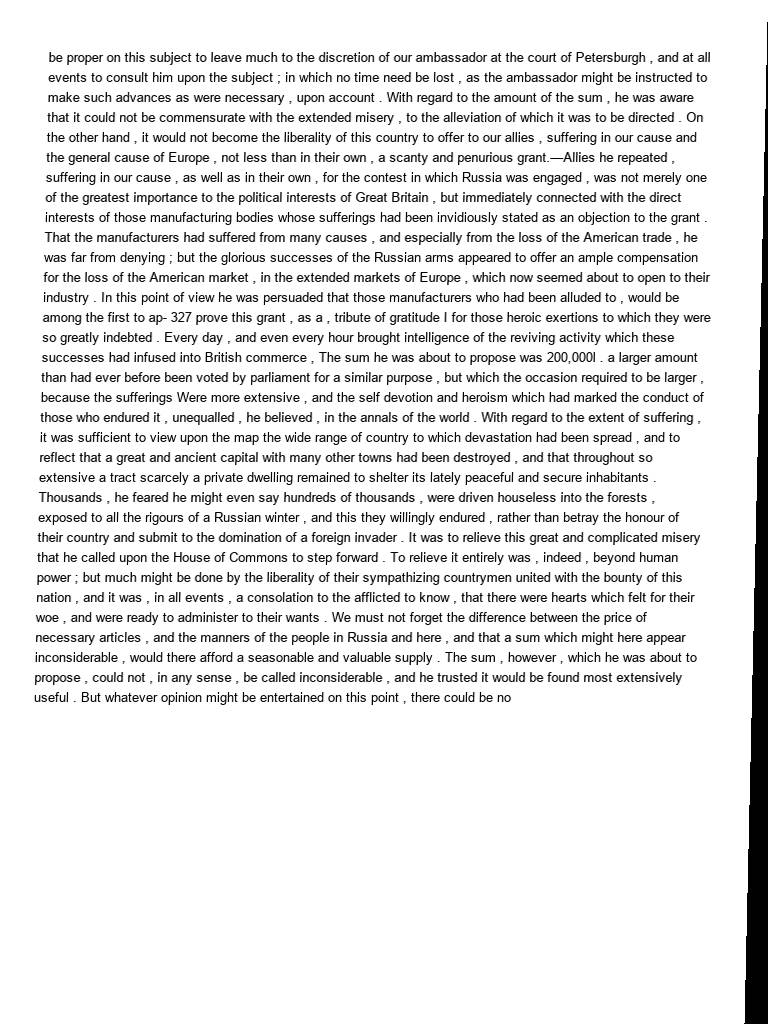 be proper on this subject to leave much to the discretion of our ambassador at the court of Petersburgh , and at all
events to consult him upon the subject ; in which no time need be lost , as the ambassador might be instructed to
make such advances as were necessary , upon account . With regard to the amount of the sum , he was aware
that it could not be commensurate with the extended misery , to the alleviation of which it was to be directed . On
the other hand , it would not become the liberality of this country to offer to our allies , suffering in our cause and
the general cause of Europe , not less than in their own , a scanty and penurious grant.—Allies he repeated ,
suffering in our cause , as well as in their own , for the contest in which Russia was engaged , was not merely one
of the greatest importance to the political interests of Great Britain , but immediately connected with the direct
interests of those manufacturing bodies whose sufferings had been invidiously stated as an objection to the grant .
That the manufacturers had suffered from many causes , and especially from the loss of the American trade , he
was far from denying ; but the glorious successes of the Russian arms appeared to offer an ample compensation
for the loss of the American market , in the extended markets of Europe , which now seemed about to open to their
industry . In this point of view he was persuaded that those manufacturers who had been alluded to , would be
among the first to ap- 327 prove this grant , as a , tribute of gratitude I for those heroic exertions to which they were
so greatly indebted . Every day , and even every hour brought intelligence of the reviving activity which these
successes had infused into British commerce , The sum he was about to propose was 200,000l . a larger amount
than had ever before been voted by parliament for a similar purpose , but which the occasion required to be larger ,
because the sufferings Were more extensive , and the self devotion and heroism which had marked the conduct of
those who endured it , unequalled , he believed , in the annals of the world . With regard to the extent of suffering ,
it was sufficient to view upon the map the wide range of country to which devastation had been spread , and to
reflect that a great and ancient capital with many other towns had been destroyed , and that throughout so
extensive a tract scarcely a private dwelling remained to shelter its lately peaceful and secure inhabitants .
Thousands , he feared he might even say hundreds of thousands , were driven houseless into the forests ,
exposed to all the rigours of a Russian winter , and this they willingly endured , rather than betray the honour of
their country and submit to the domination of a foreign invader . It was to relieve this great and complicated misery
that he called upon the House of Commons to step forward . To relieve it entirely was , indeed , beyond human
power ; but much might be done by the liberality of their sympathizing countrymen united with the bounty of this
nation , and it was , in all events , a consolation to the afflicted to know , that there were hearts which felt for their
woe , and were ready to administer to their wants . We must not forget the difference between the price of
necessary articles , and the manners of the people in Russia and here , and that a sum which might here appear
inconsiderable , would there afford a seasonable and valuable supply . The sum , however , which he was about to
propose , could not , in any sense , be called inconsiderable , and he trusted it would be found most extensively
useful . But whatever opinion might be entertained on this point , there could be no